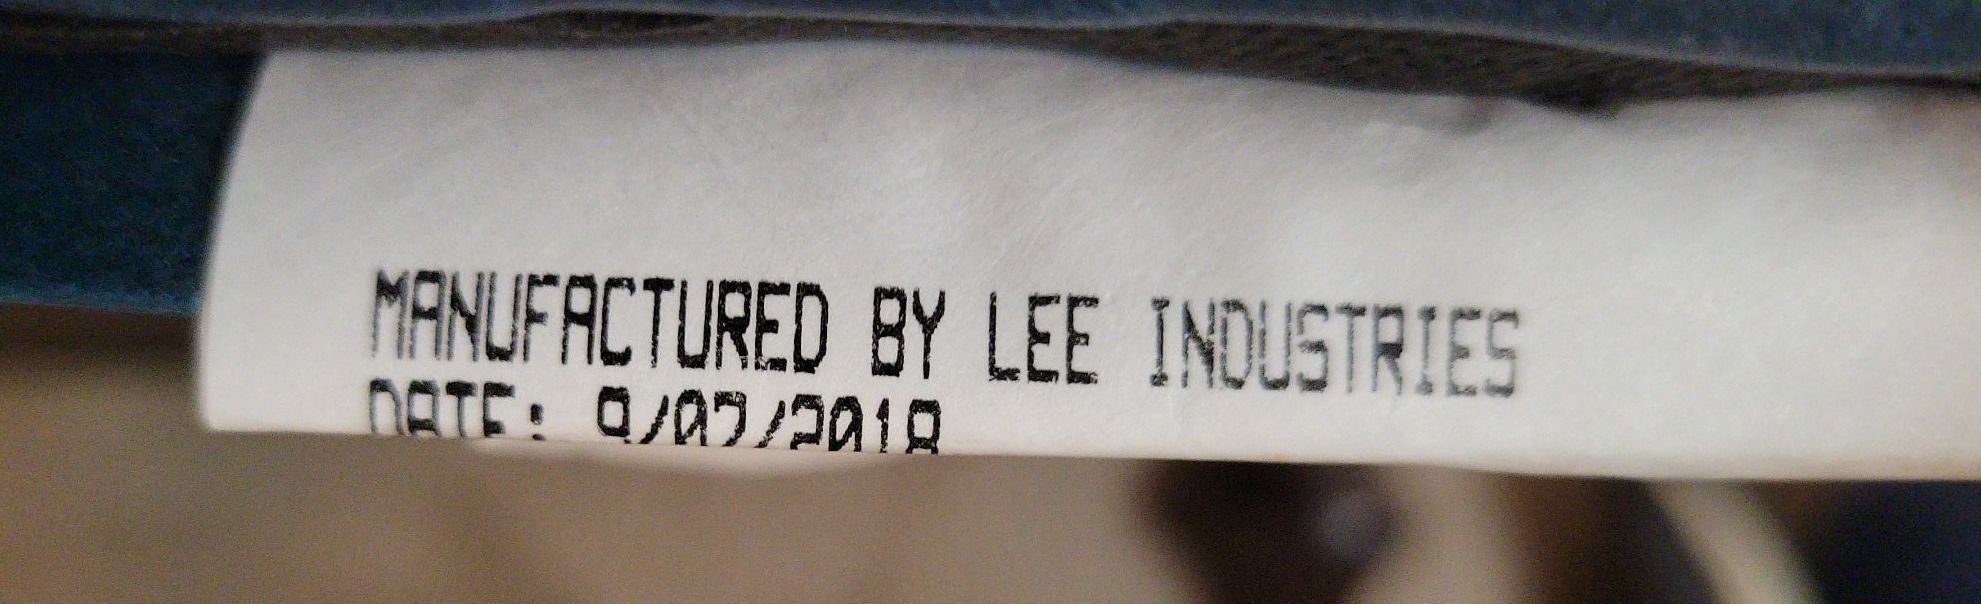 MANUFACTURED BY LEE INDUSTRIES
DATE: